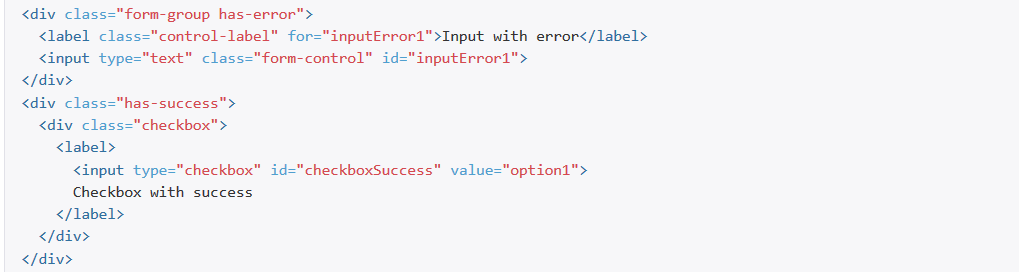 <div class="form-group has-error">
  <label class="control-label" for="inputError1">Input with error</label>
  <input type="text" class="form-control" id="inputError1">
</div>
<div class="has-success">
  <div class="checkbox">
    <label>
      <input type="checkbox" id="checkboxSuccess" value="option1">
      Checkbox with success
    </label>
  </div>
</div>